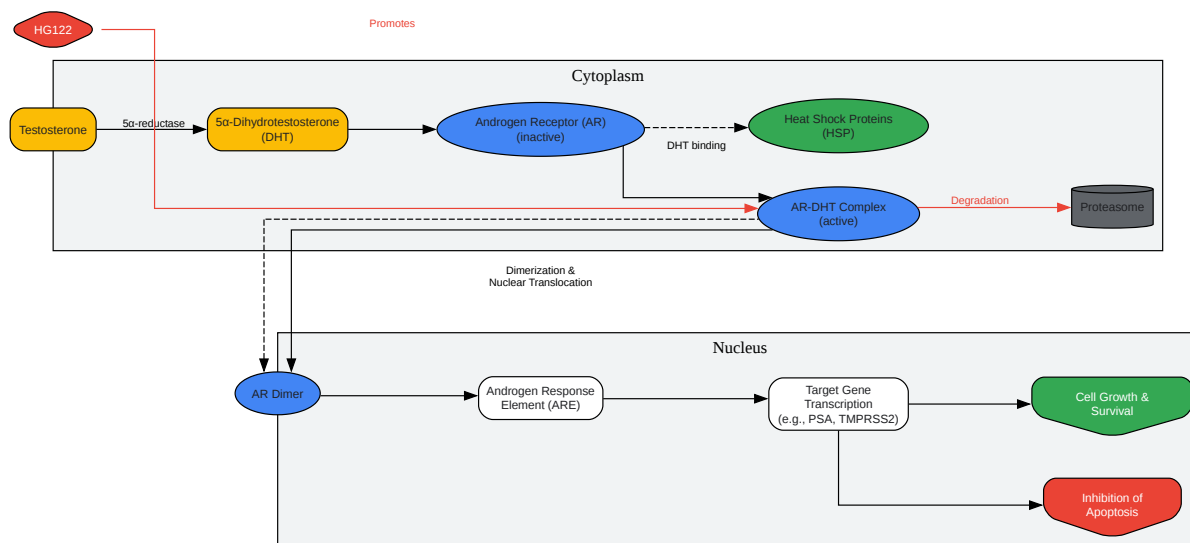 HG122
Promotes
Cytoplasm
Testosterone
5α-reductase
5α-Dihydrotestosterone
(DHT)
Androgen Receptor (AR)
(inactive)
DHT binding
Heat Shock Proteins
(HSP)
AR-DHT Complex
(active)
Degradation
Proteasome
Dimerization &
Nuclear Translocation
Nucleus
AR Dimer
Androgen Response
Element (ARE)
Target Gene
Transcription
(e.g., PSA, TMPRSS2)
Cell Growth &
Survival
Inhibition of
Apoptosis